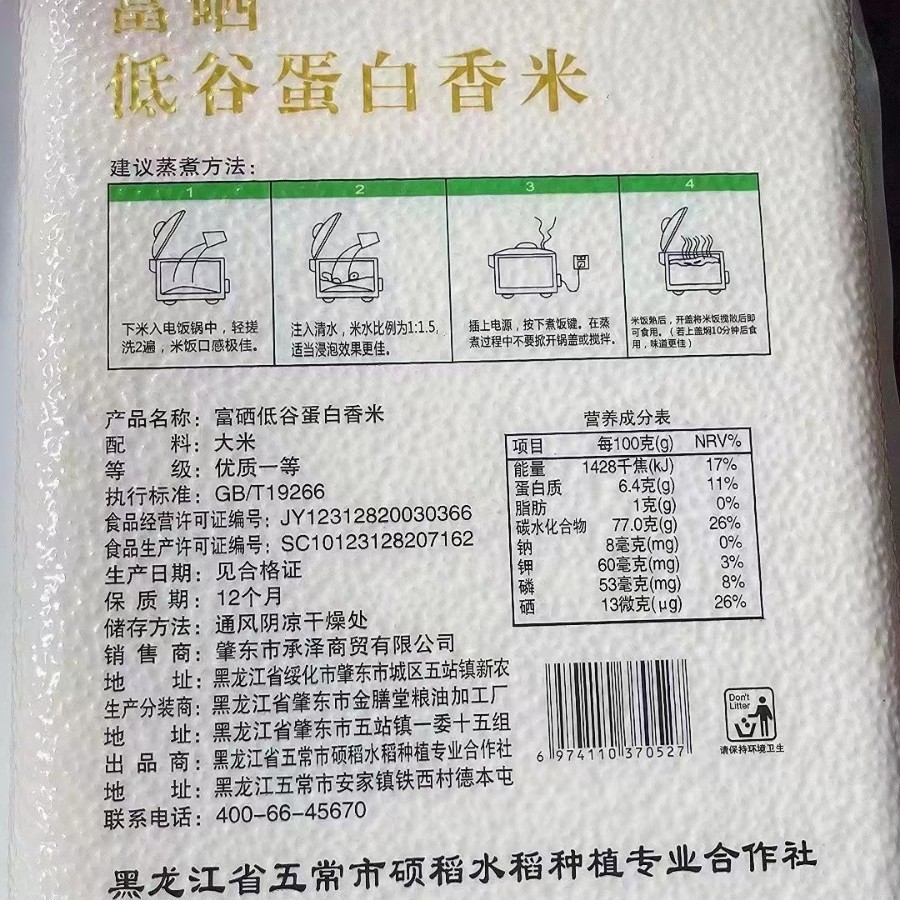 富硒
低谷蛋白香米
建议蒸煮方法：
1
2
3
4
下米入电饭锅中，轻搓
洗2遍，米饭口感极佳。
注入清水，米水比例为1:1.5,
适当浸泡效果更佳。
插上电源，按下煮饭键。在蒸
煮过程中不要掀开锅盖或搅拌。
米饭熟后，开盖将米饭搅散后即
可食用。（若上盖焖10分钟后食
用，味道更佳）
产品名称：富硒低谷蛋白香米
配 料：大米
等 级：优质一等
执行标准：GB/T19266
食品经营许可证编号：JY12312820030366
食品生产许可证编号：SC10123128207162
生产日期：见合格证
保 质 期：12个月
储存方法：通风阴凉干燥处
销 售 商：肇东市承泽商贸有限公司
地 址：黑龙江省绥化市肇东市城区五站镇新农
生产分装商：黑龙江省肇东市金膳堂粮油加工厂
地 址：黑龙江省肇东市五站镇一委十五组
出 品 商：黑龙江省五常市硕稻水稻种植专业合作社
地 址：黑龙江五常市安家镇铁西村德本屯
联系电话：400-66-45670
营养成分表
项目 每100克(g) NRV%
能量 1428千焦(kJ) 17%
蛋白质 6.4克(g) 11%
脂肪 1克(g) 0%
碳水化合物 77.0克(g) 26%
钠 8毫克(mg) 0%
钾 60毫克(mg) 3%
磷 53毫克(mg) 8%
硒 13微克(μg) 26%
6 974110 370527
Don't
Litter
请保持环境卫生
黑龙江省五常市硕稻水稻种植专业合作社